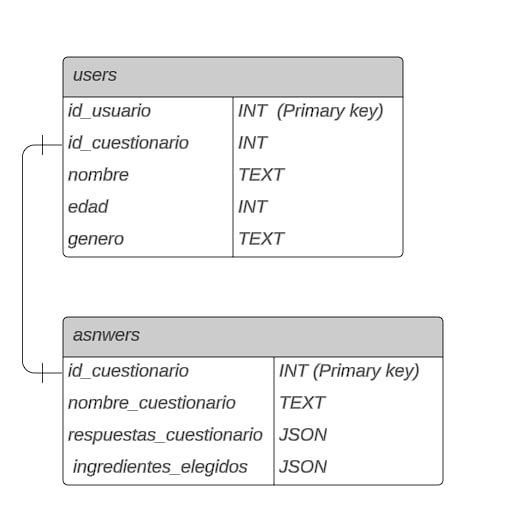 users
id_usuario INT (Primary key)
id_cuestionario INT
nombre TEXT
edad INT
genero TEXT
asnwers
id_cuestionario INT (Primary key)
nombre_cuestionario TEXT
respuestas_cuestionario JSON
ingredientes_elegidos JSON